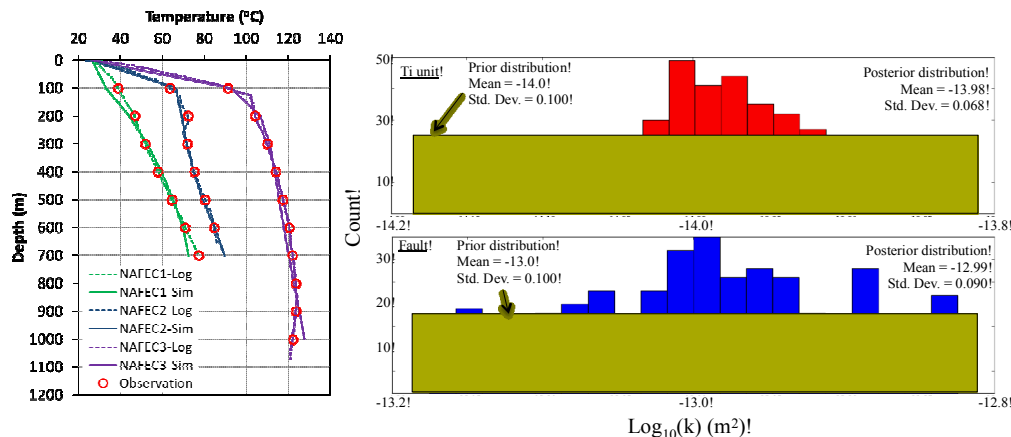 Temperature (°C)
20 40 60 80 100 120 140
0
100
200
300
400
500
600
700
800
900
1000
1100
1200
Depth (m)
NAFEC1-Log
NAFEC1-Sim
NAFEC2-Log
NAFEC2-Sim
NAFEC3-Log
NAFEC3-Sim
Observation
Count!
50
30!
10!
Ti unit!
Prior distribution!
Mean = -14.0!
Std. Dev. = 0.100!
Posterior distribution!
Mean = -13.98!
Std. Dev. = 0.068!
-14.2! -14.0! -13.8!
30!
20!
10!
Fault!
Prior distribution!
Mean = -13.0!
Std. Dev. = 0.100!
Posterior distribution!
Mean = -12.99!
Std. Dev. = 0.090!
-13.2! -13.0! -12.8!
Log10(k) (m²)!